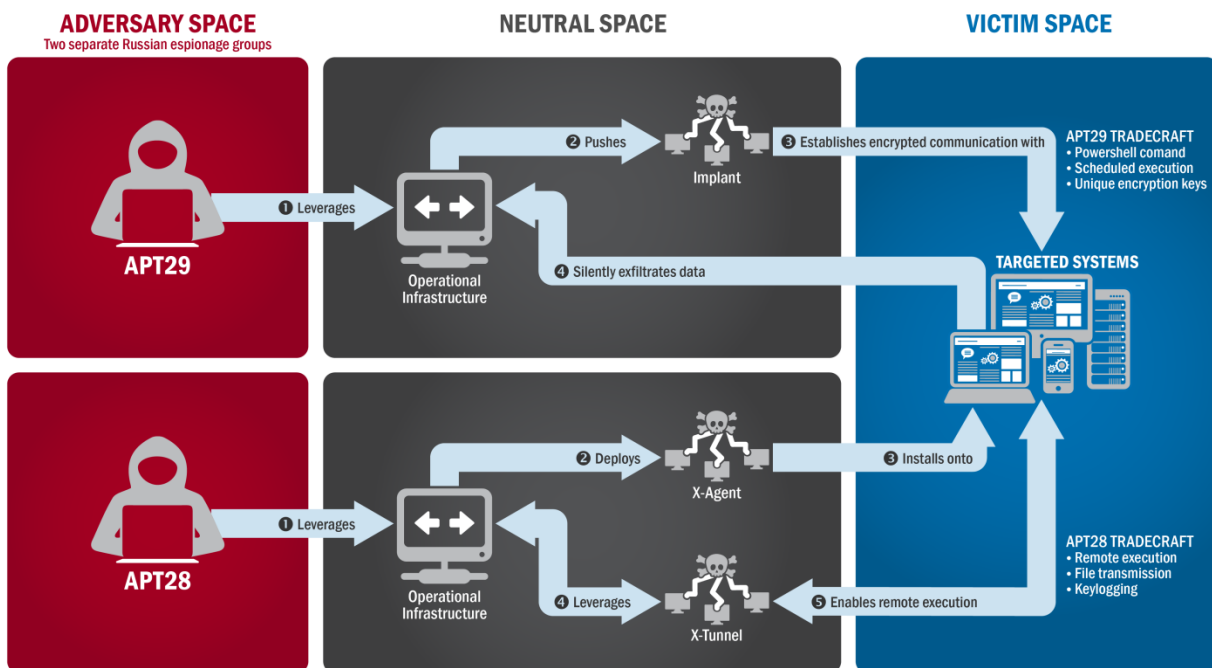 ADVERSARY SPACE
Two separate Russian espionage groups
NEUTRAL SPACE
VICTIM SPACE
APT29
❶ Leverages
Operational
Infrastructure
❷ Pushes
Implant
❸ Establishes encrypted communication with
❹ Silently exfiltrates data
APT29 TRADECRAFT
• Powershell comand
• Scheduled execution
• Unique encryption keys
TARGETED SYSTEMS
APT28
❶ Leverages
Operational
Infrastructure
❷ Deploys
X-Agent
❸ Installs onto
❹ Leverages
X-Tunnel
❺ Enables remote execution
APT28 TRADECRAFT
• Remote execution
• File transmission
• Keylogging